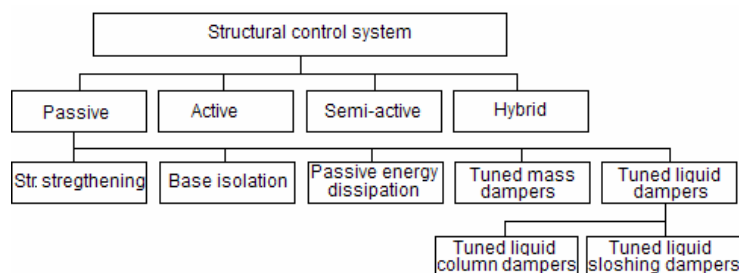 Structural control system
Passive
Active
Semi-active
Hybrid
Str. stregthening
Base isolation
Passive energy
dissipation
Tuned mass
dampers
Tuned liquid
dampers
Tuned liquid
column dampers
Tuned liquid
sloshing dampers